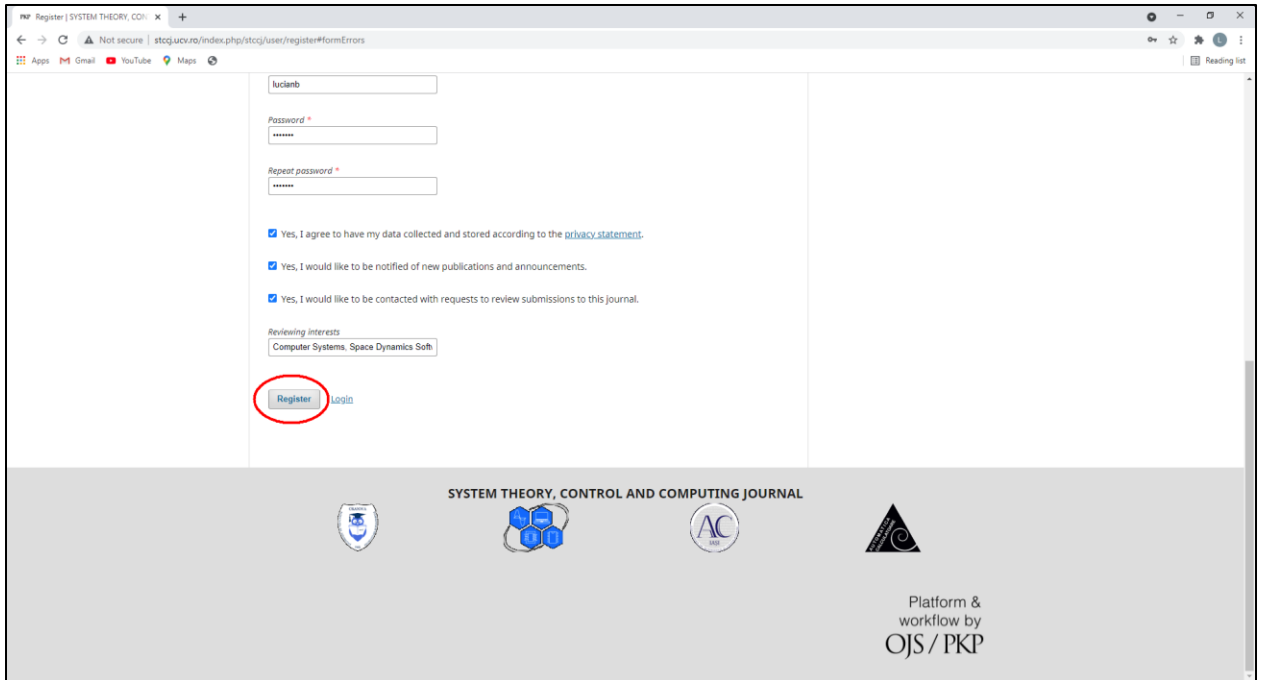 PKP Register | SYSTEM THEORY, CON
Not secure | stccj.ucv.ro/index.php/stccj/user/register#formErrors
L
Apps Gmail YouTube Maps Reading list
lucianb
Password *
•••••••
Repeat password *
•••••••
Yes, I agree to have my data collected and stored according to the privacy statement.
Yes, I would like to be notified of new publications and announcements.
Yes, I would like to be contacted with requests to review submissions to this journal.
Reviewing interests
Computer Systems, Space Dynamics Soft
Register Login
SYSTEM THEORY, CONTROL AND COMPUTING JOURNAL
AC
Platform &
workflow by
OJS / PKP